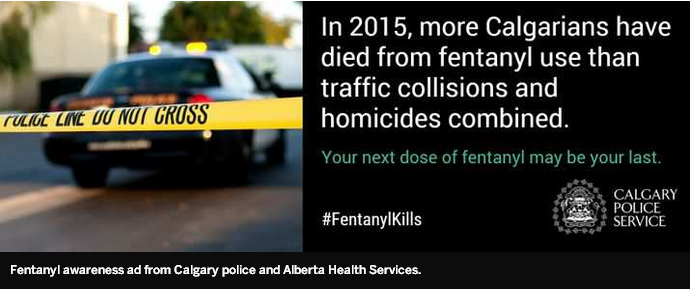 POLICE LINE DO NOT CROSS
In 2015, more Calgarians have
died from fentanyl use than
traffic collisions and
homicides combined.
Your next dose of fentanyl may be your last.
#FentanylKills
CALGARY
POLICE
SERVICE
Fentanyl awareness ad from Calgary police and Alberta Health Services.